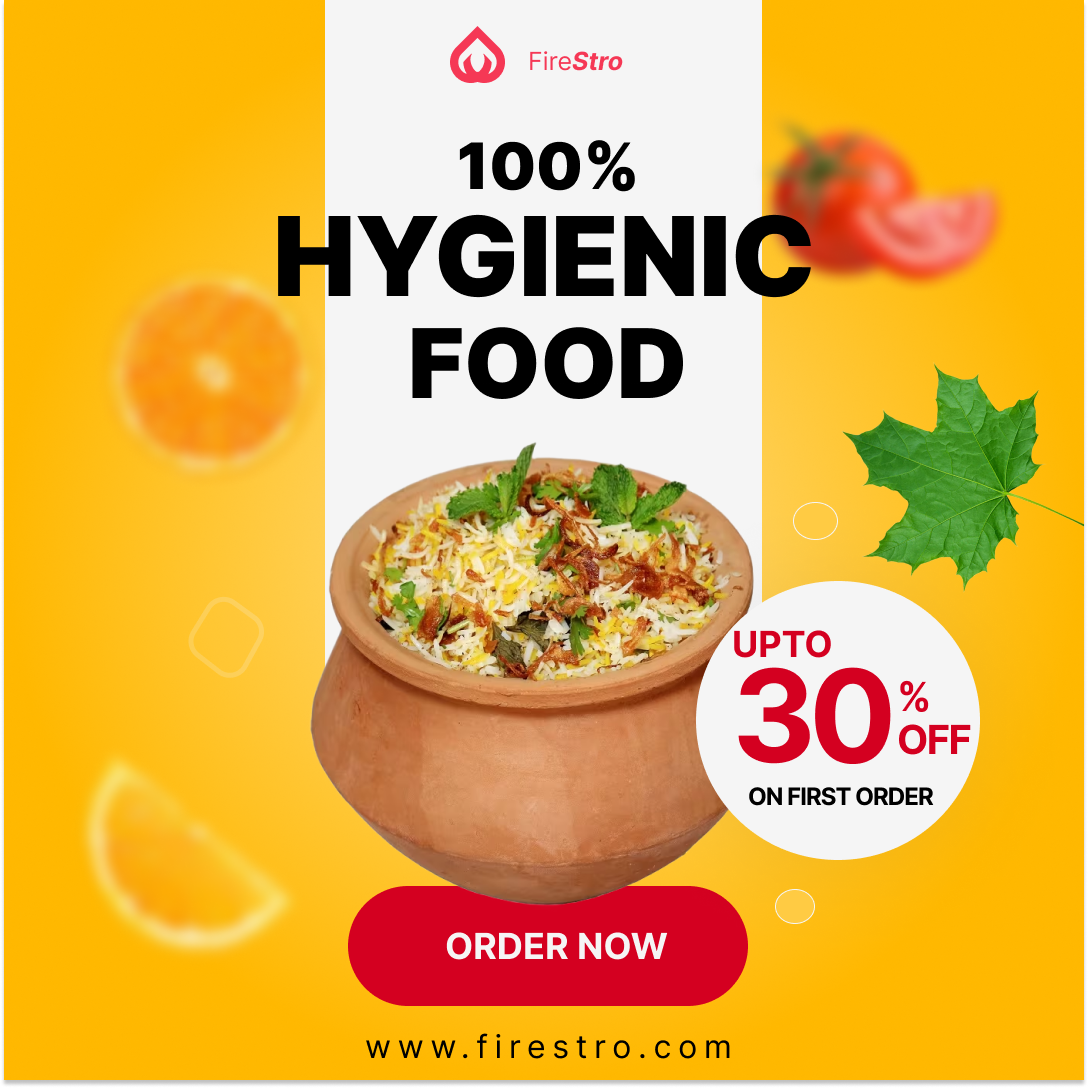 FireStro
100%
HYGIENIC
FOOD
UPTO
30%
OFF
ON FIRST ORDER
ORDER NOW
www.firestro.com